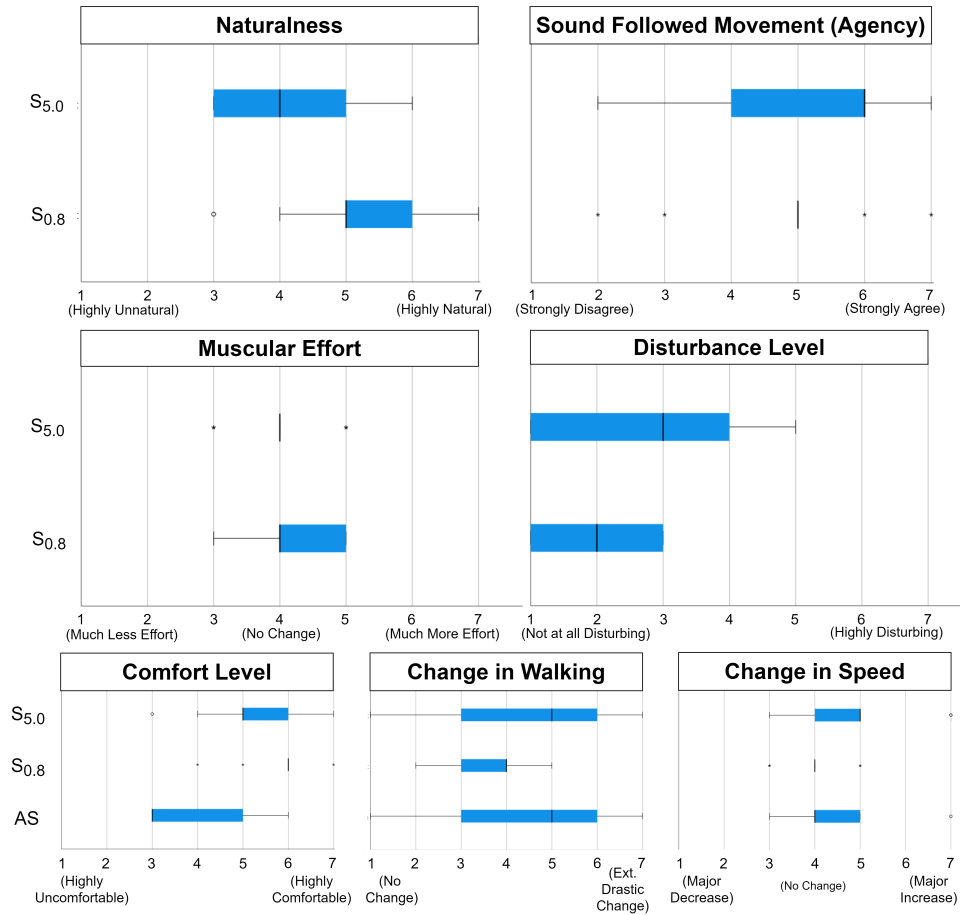 Naturalness
Sound Followed Movement (Agency)
S5.0
S0.8
1 2 3 4 5 6 7
(Highly Unnatural) (Highly Natural)
1 2 3 4 5 6 7
(Strongly Disagree) (Strongly Agree)
Muscular Effort
Disturbance Level
S5.0
S0.8
1 2 3 4 5 6 7
(Much Less Effort) (No Change) (Much More Effort)
1 2 3 4 5 6 7
(Not at all Disturbing) (Highly Disturbing)
Comfort Level
Change in Walking
Change in Speed
S5.0
S0.8
AS
1 2 3 4 5 6 7
(Highly
Uncomfortable)
(Highly
Comfortable)
1 2 3 4 5 6 7
(No
Change)
(Ext.
Drastic
Change)
1 2 3 4 5 6 7
(Major
Decrease)
(No Change)
(Major
Increase)